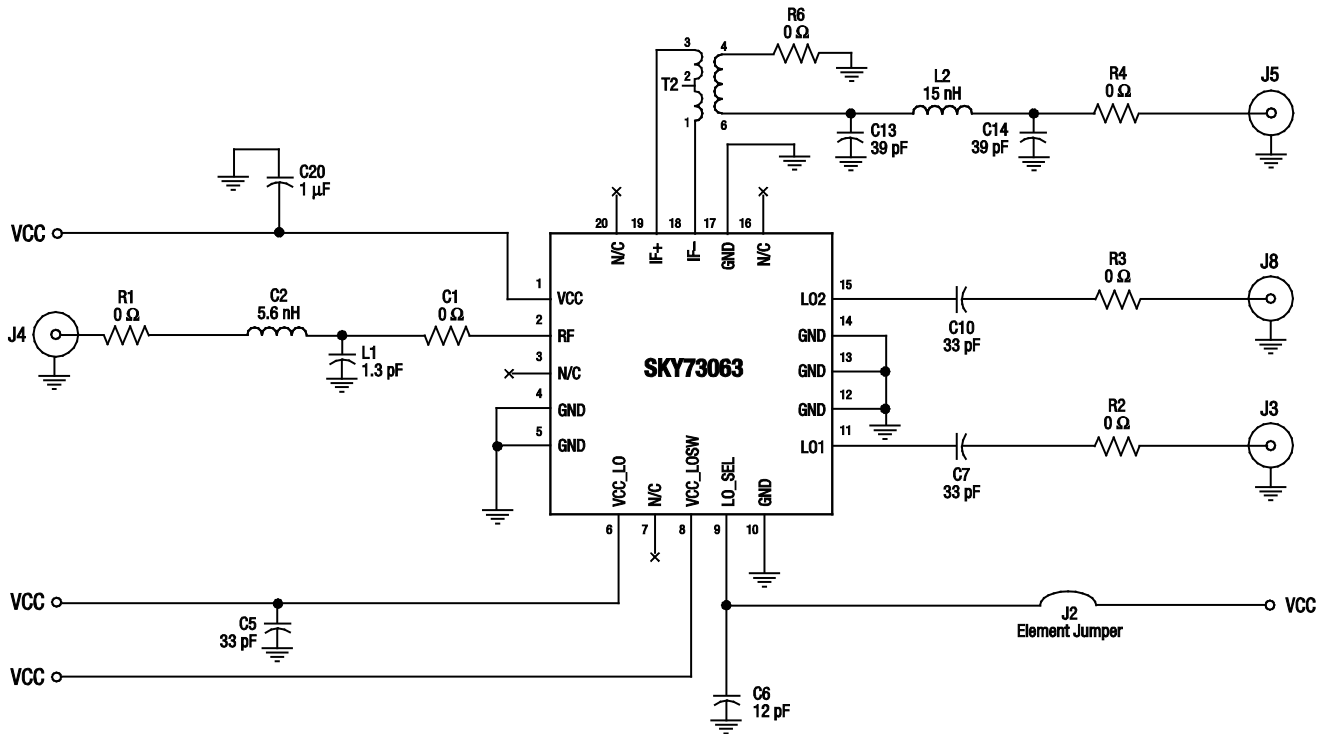 R6
0 Ω
3
4
T2
2
1
6
L2
15 nH
R4
0 Ω
J5
C13
39 pF
C14
39 pF
C20
1 µF
VCC
20
19
18
17
16
N/C
IF+
IF–
GND
N/C
1
VCC
15
LO2
R3
0 Ω
J8
C10
33 pF
J4
R1
0 Ω
C2
5.6 nH
C1
0 Ω
L1
1.3 pF
2
RF
14
GND
3
N/C
13
GND
SKY73063
4
GND
12
GND
5
GND
11
LO1
R2
0 Ω
J3
C7
33 pF
VCC_LO
N/C
VCC_LOSW
LO_SEL
GND
6
7
8
9
10
VCC
C5
33 pF
VCC
J2
Element Jumper
VCC
C6
12 pF